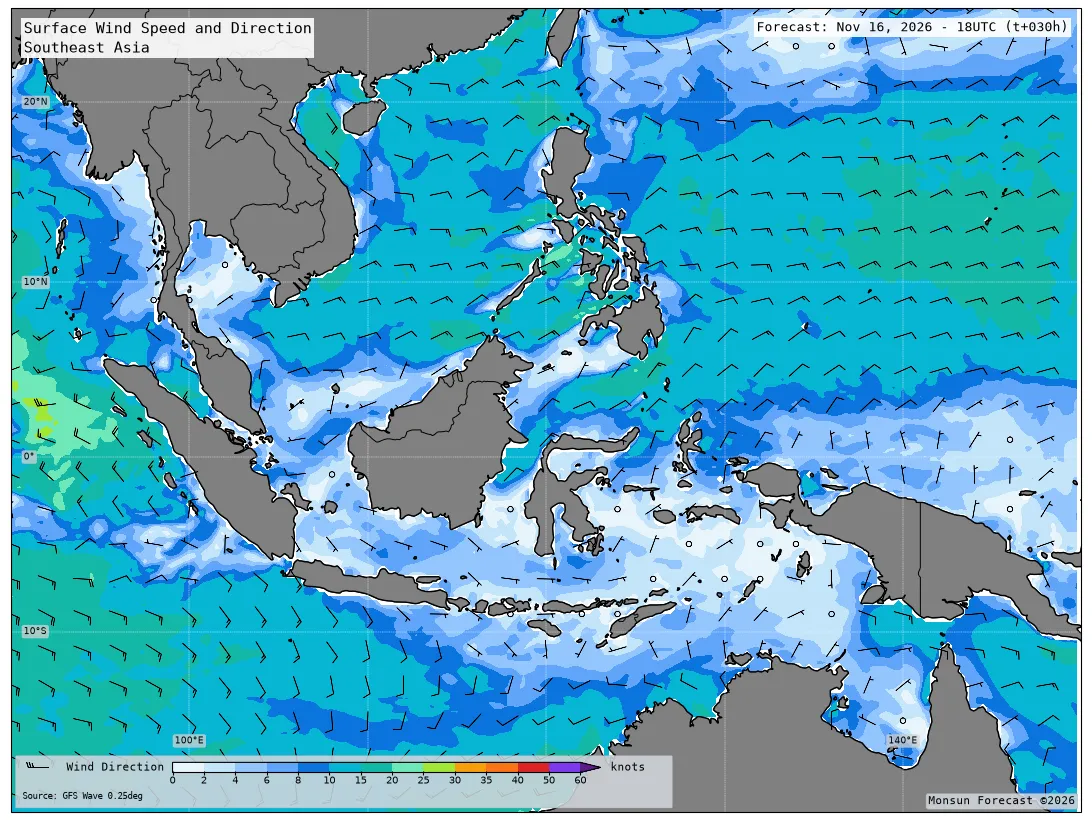 Surface Wind Speed and Direction
Southeast Asia
Forecast: Nov 16, 2026 - 18UTC (t+030h)
20°N
10°N
0°
10°S
100°E
140°E
Wind Direction
0 2 4 6 8 10 15 20 25 30 35 40 50 60
knots
Source: GFS Wave 0.25deg
Monsun Forecast ©2026